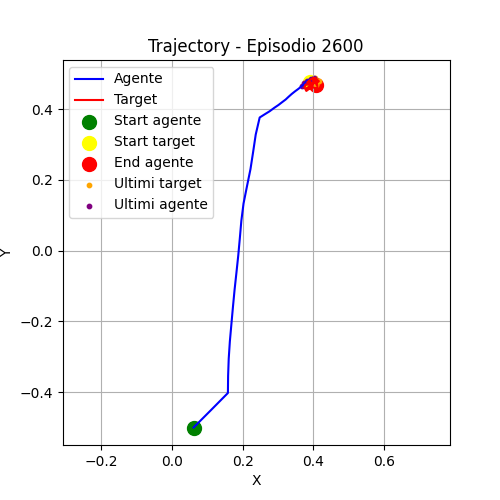 Trajectory - Episodio 2600
Agente
Target
Start agente
Start target
End agente
Ultimi target
Ultimi agente
Y
0.4
0.2
0.0
−0.2
−0.4
−0.2
0.0
0.2
0.4
0.6
X